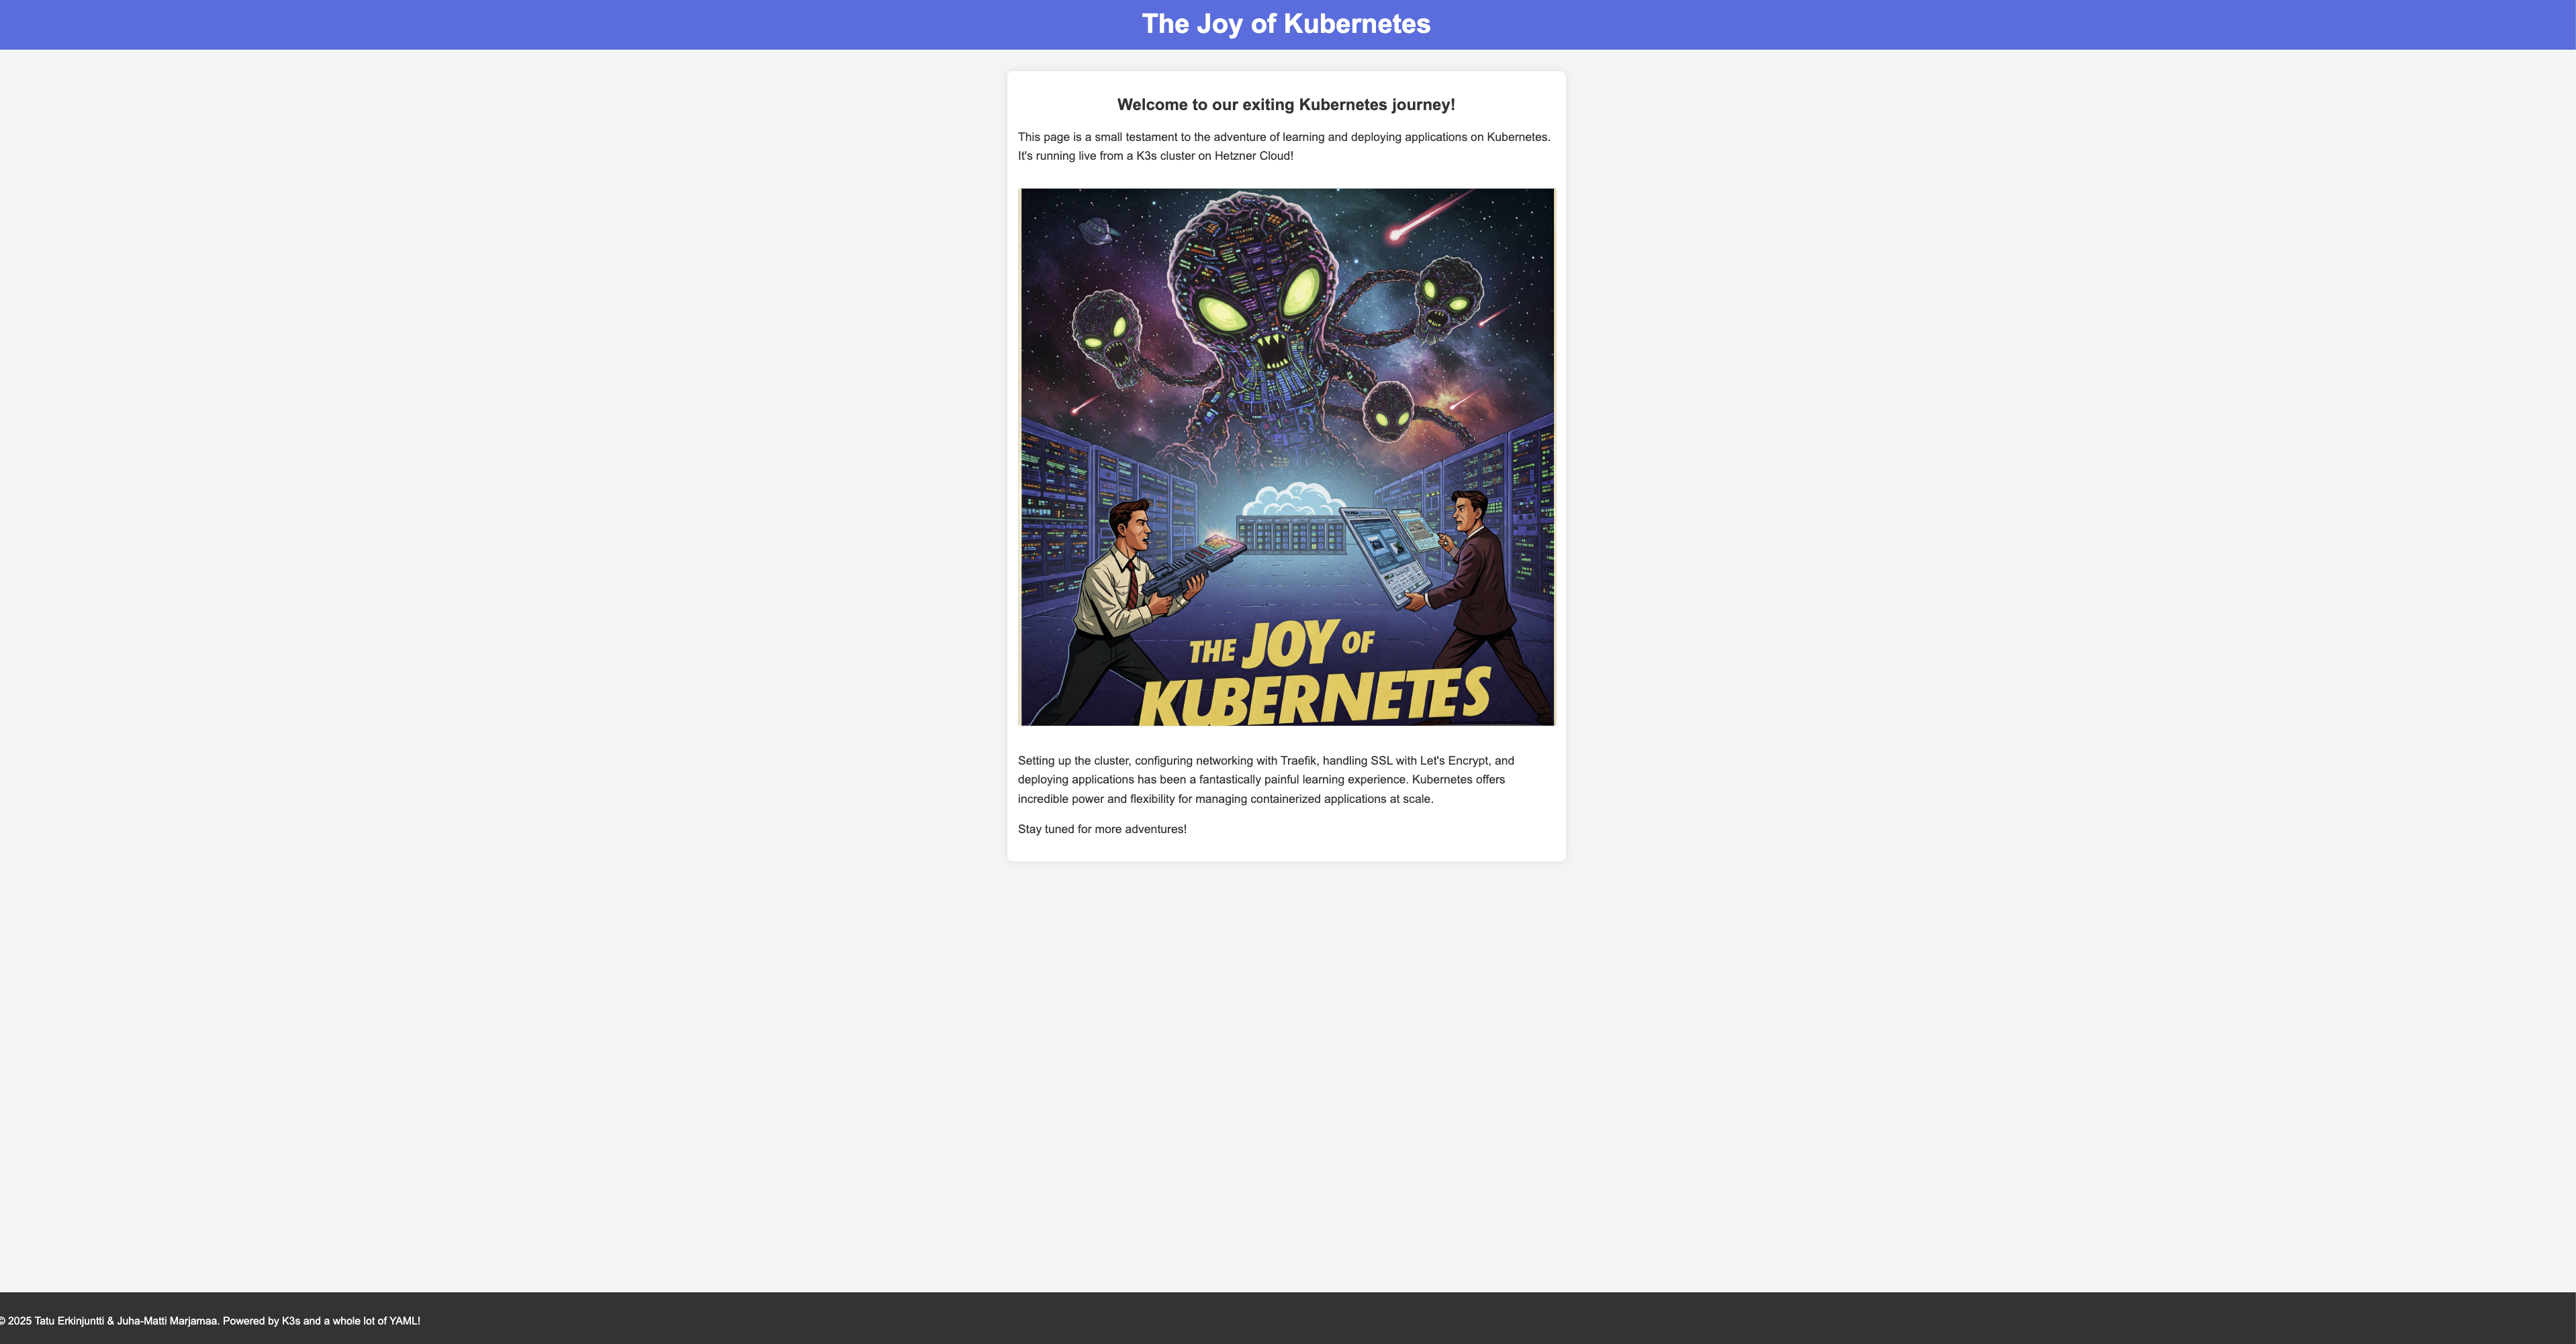 The Joy of Kubernetes
Welcome to our exiting Kubernetes journey!
This page is a small testament to the adventure of learning and deploying applications on Kubernetes.
It's running live from a K3s cluster on Hetzner Cloud!
THE JOY OF
KUBERNETES
Setting up the cluster, configuring networking with Traefik, handling SSL with Let's Encrypt, and
deploying applications has been a fantastically painful learning experience. Kubernetes offers
incredible power and flexibility for managing containerized applications at scale.
Stay tuned for more adventures!
© 2025 Tatu Erkinjuntti & Juha-Matti Marjamaa. Powered by K3s and a whole lot of YAML!